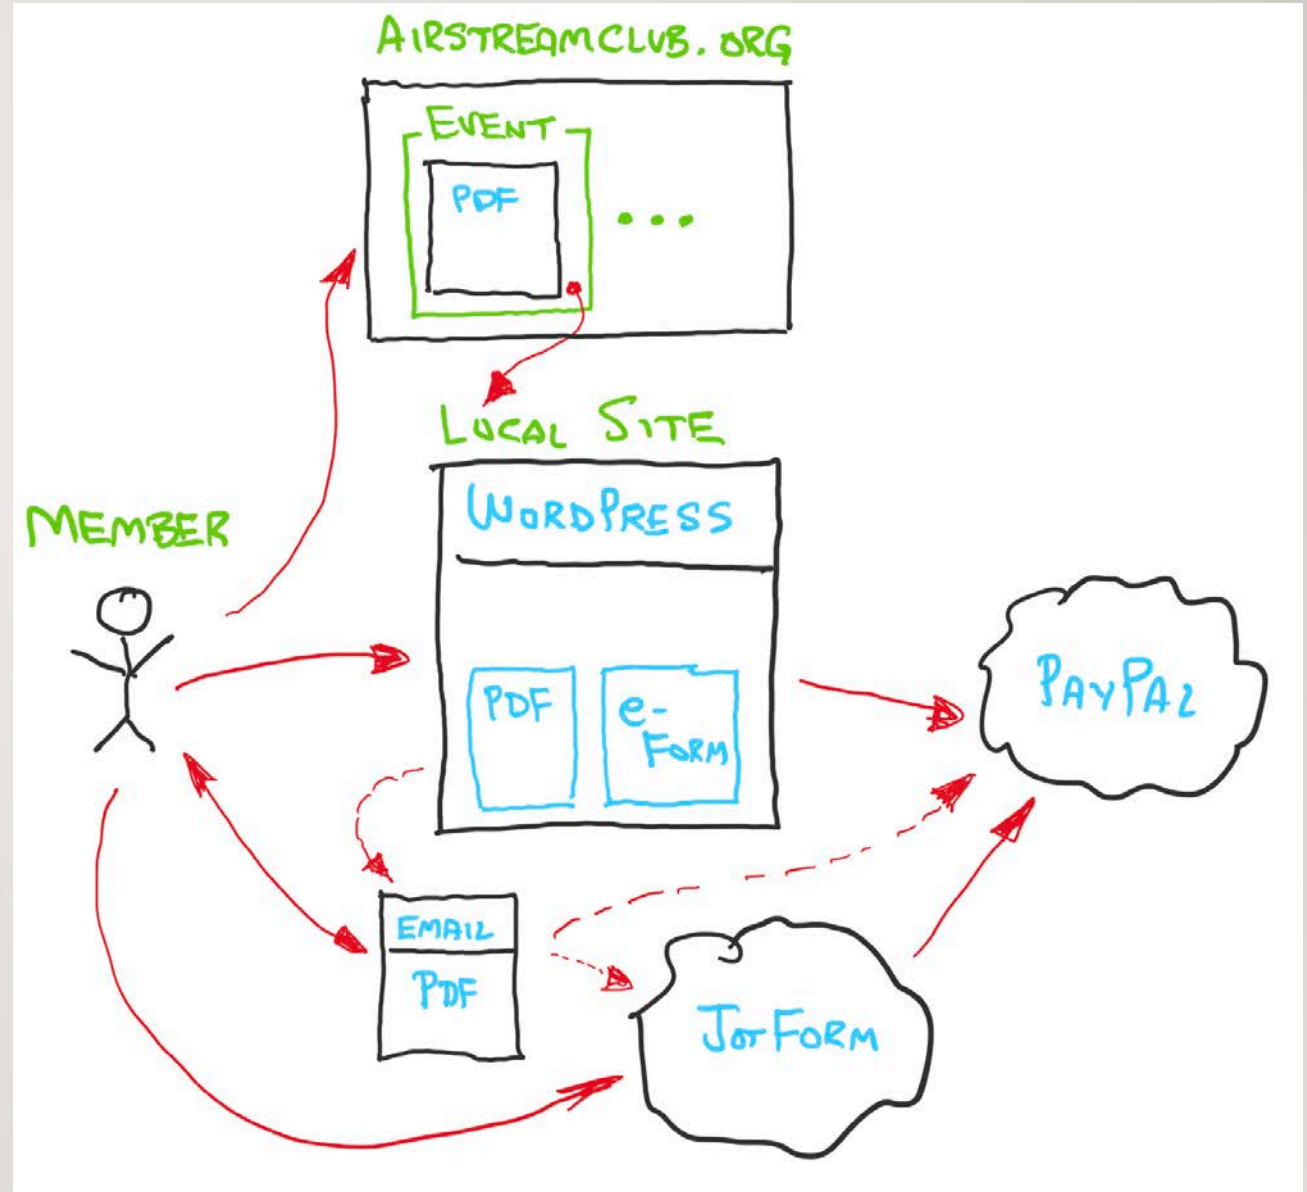 AIRSTREAMCLUB.ORG
EVENT
PDF
...
LOCAL SITE
WORDPRESS
MEMBER
PDF
e-
FORM
PAYPAL
EMAIL
PDF
JOTFORM